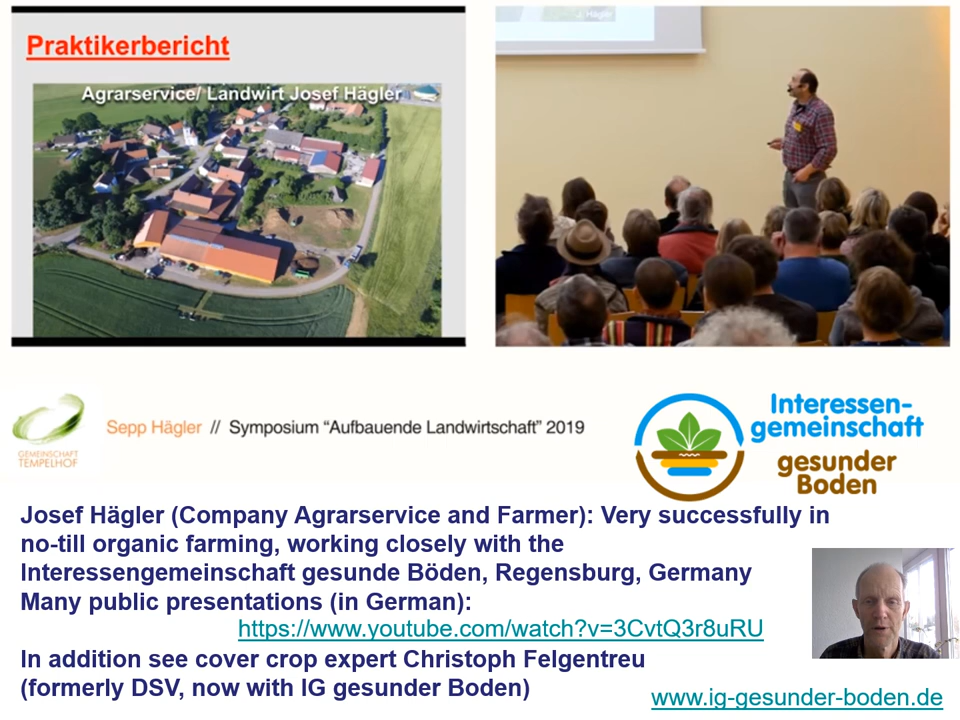 J. Hägler
Praktikerbericht
Agrarservice/ Landwirt Josef Hägler
GEMEINSCHAFT
TEMPELHOF
Sepp Hägler // Symposium "Aufbauende Landwirtschaft" 2019
Interessen-
gemeinschaft
gesunder
Boden
Josef Hägler (Company Agrarservice and Farmer): Very successfully in
no-till organic farming, working closely with the
Interessengemeinschaft gesunde Böden, Regensburg, Germany
Many public presentations (in German):
https://www.youtube.com/watch?v=3CvtQ3r8uRU
In addition see cover crop expert Christoph Felgentreu
(formerly DSV, now with IG gesunder Boden)
www.ig-gesunder-boden.de